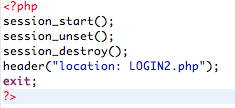 <?php
session_start();
session_unset();
session_destroy();
header("location: LOGIN2.php");
exit;
?>